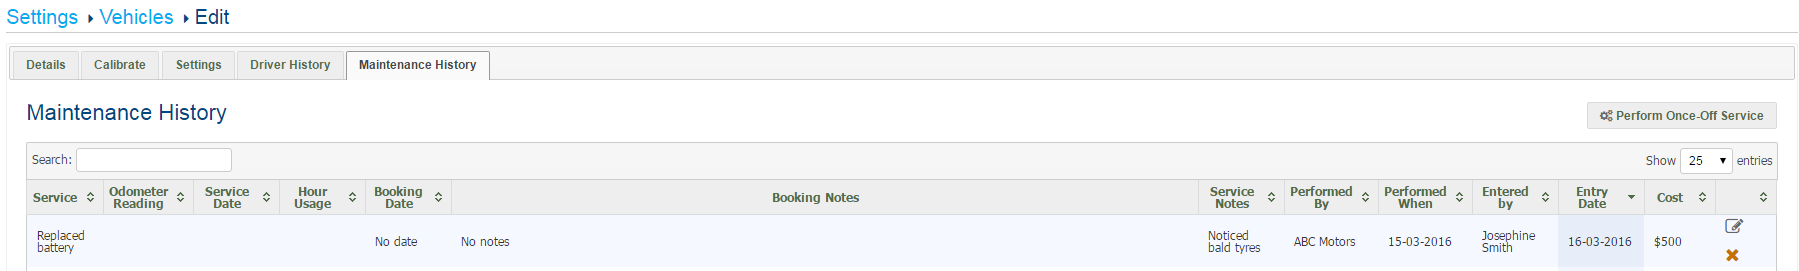 Settings Vehicles Edit
Details Calibrate Settings Driver History Maintenance History
Maintenance History
Perform Once-Off Service
Search: Show 25 entries
Service Odometer Reading Service Date Hour Usage Booking Date Booking Notes Service Notes Performed By Performed When Entered by Entry Date Cost
Replaced battery No date No notes Noticed bald tyres ABC Motors 15-03-2016 Josephine Smith 16-03-2016 $500